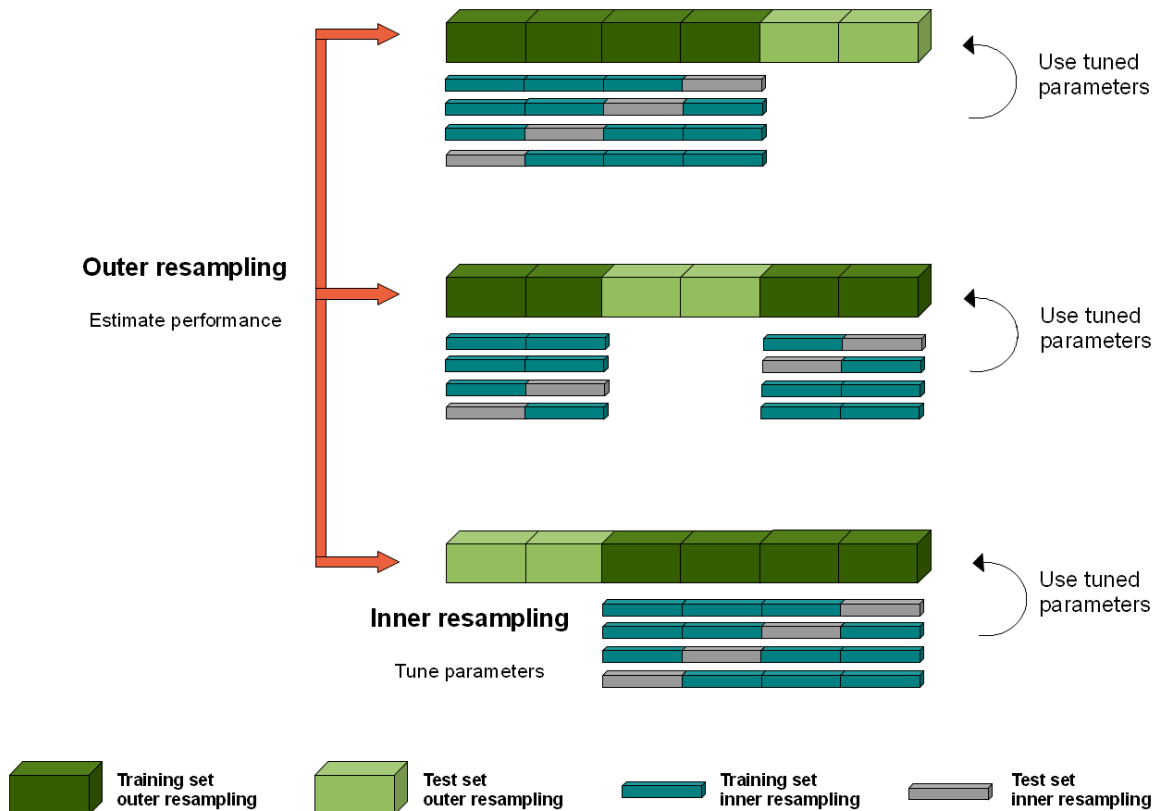 Use tuned
parameters
Outer resampling
Estimate performance
Use tuned
parameters
Inner resampling
Tune parameters
Use tuned
parameters
Training set
outer resampling
Test set
outer resampling
Training set
inner resampling
Test set
inner resampling